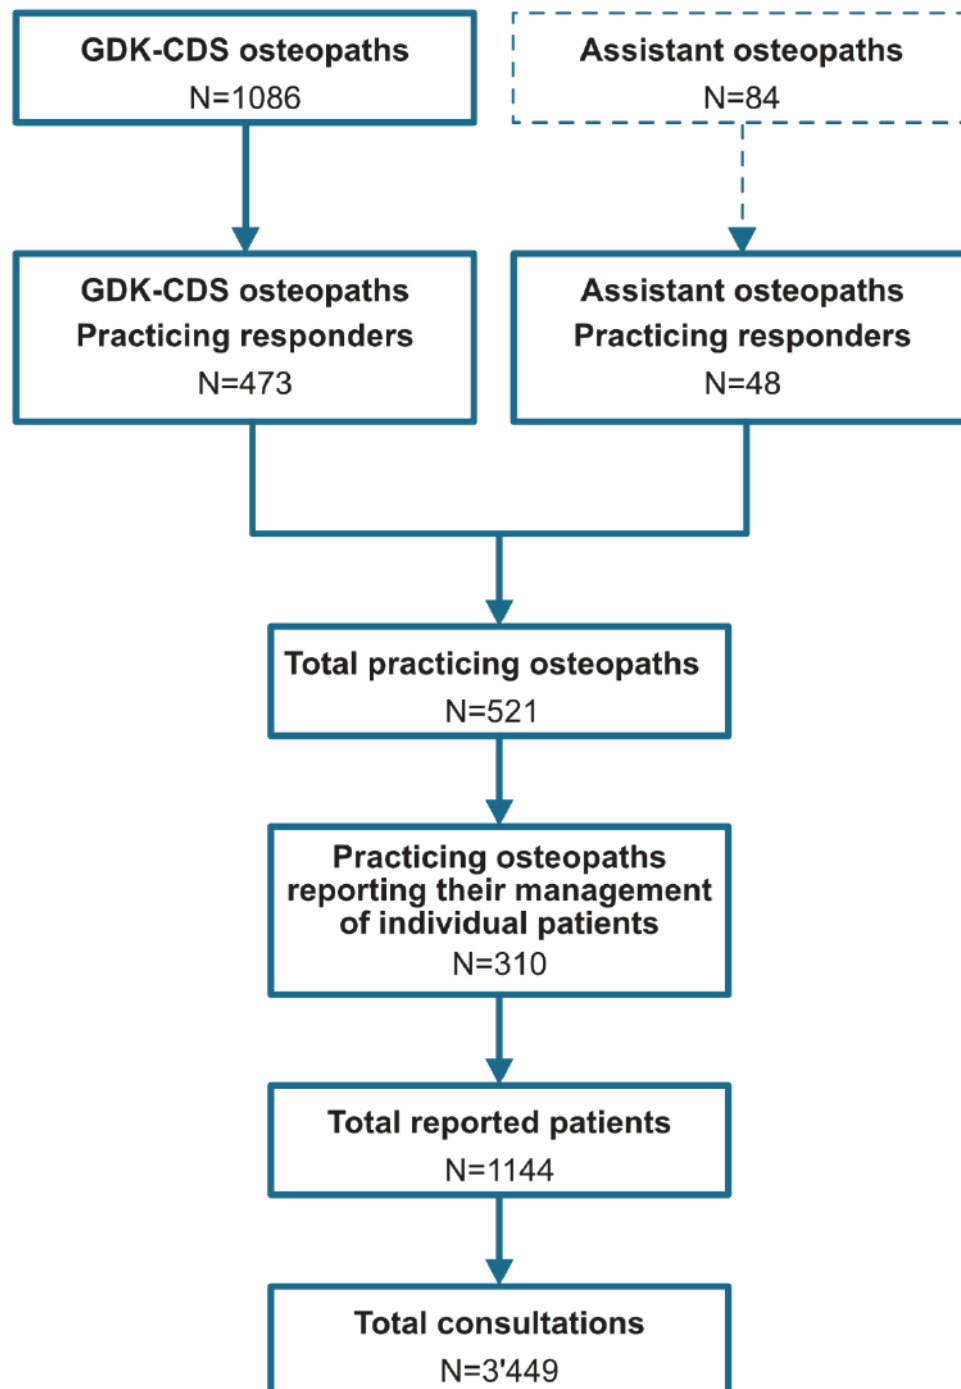 GDK-CDS osteopaths
N=1086
Assistant osteopaths
N=84
GDK-CDS osteopaths
Practicing responders
N=473
Assistant osteopaths
Practicing responders
N=48
Total practicing osteopaths
N=521
Practicing osteopaths
reporting their management
of individual patients
N=310
Total reported patients
N=1144
Total consultations
N=3'449